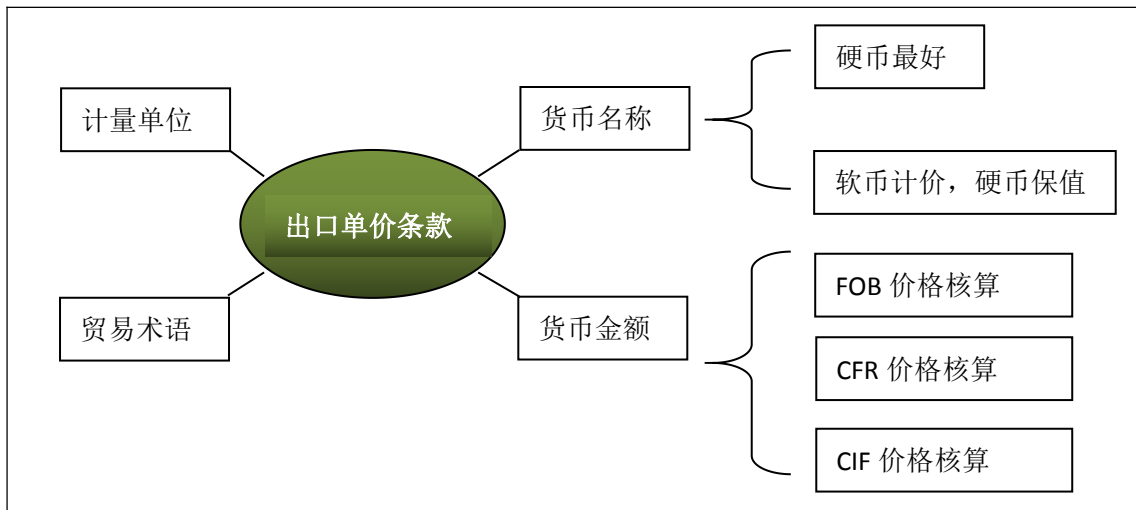 硬币最好
计量单位
货币名称
软币计价，硬币保值
出口单价条款
FOB 价格核算
贸易术语
货币金额
CFR 价格核算
CIF 价格核算